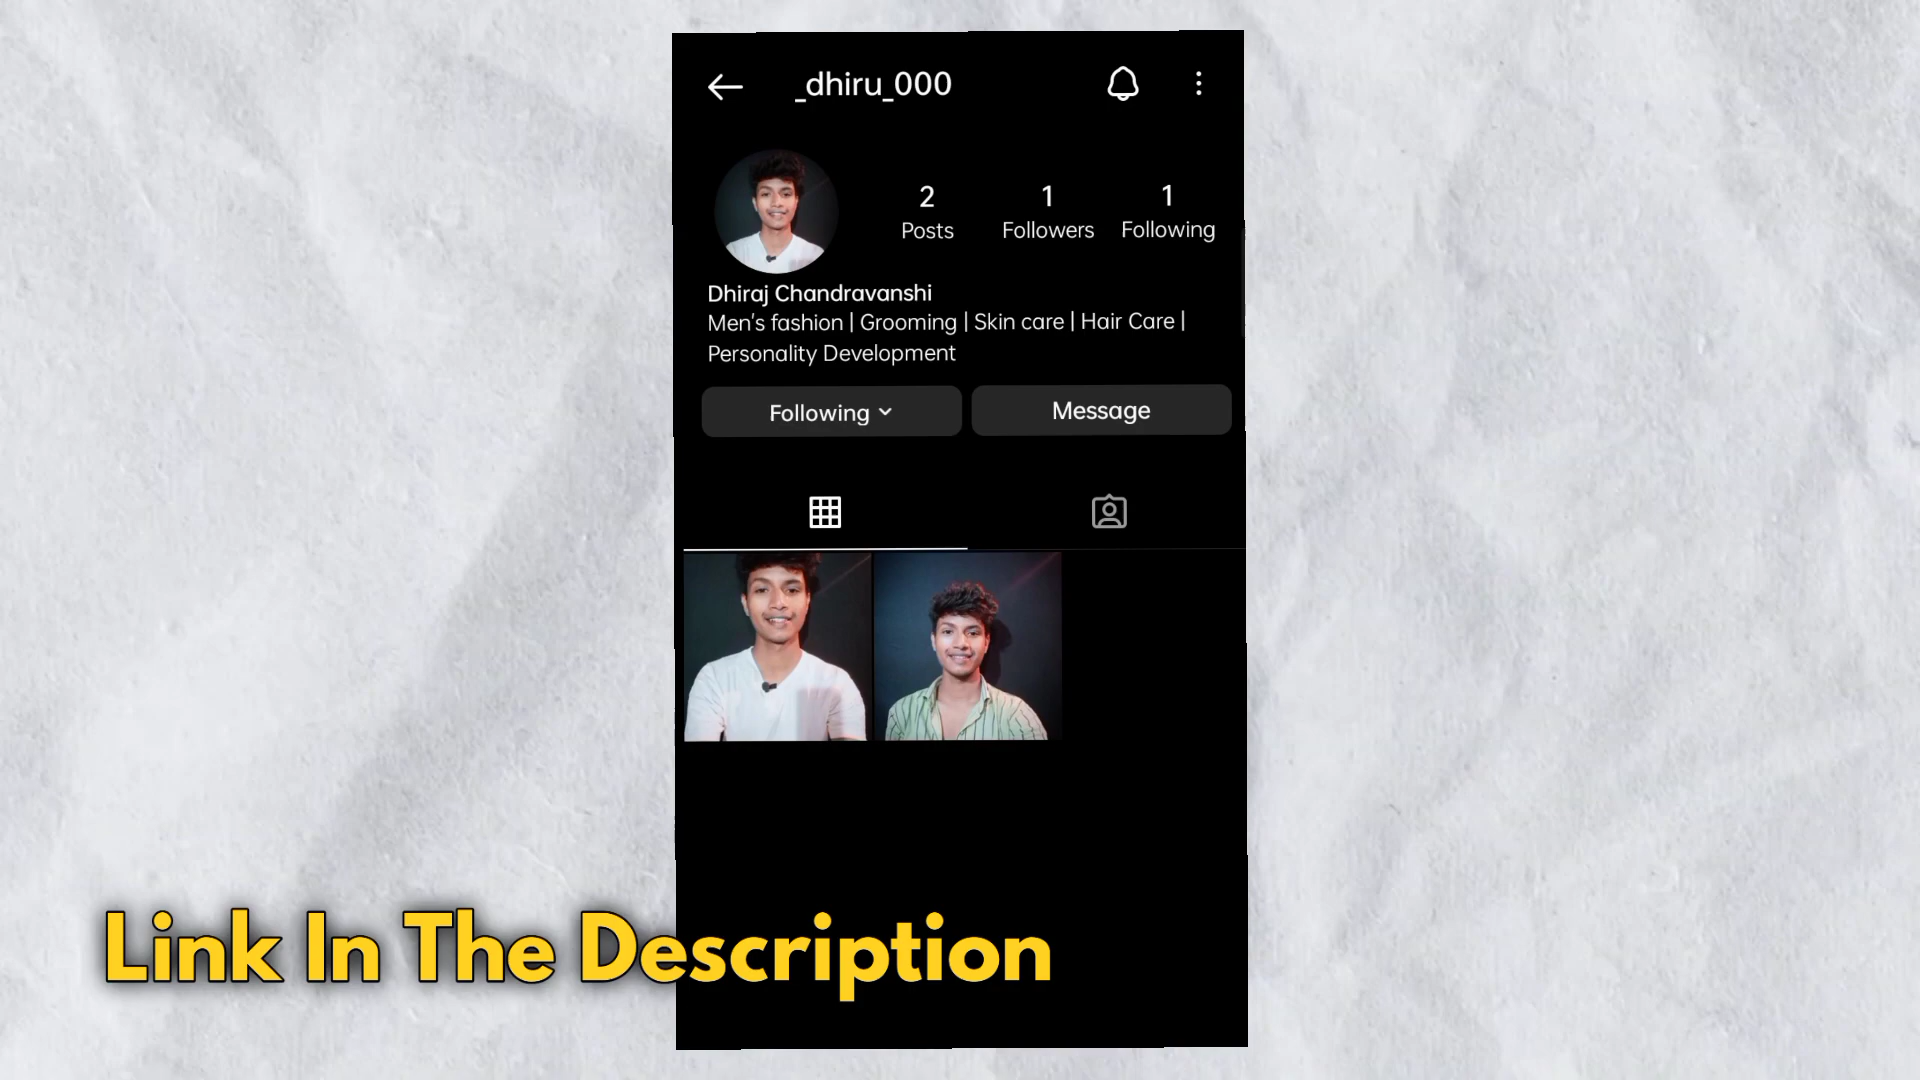 _dhiru_000
2
Posts
1
Followers
1
Following
Dhiraj Chandravanshi
Men's fashion | Grooming | Skin care | Hair Care |
Personality Development
Following
Message
Link In The Description